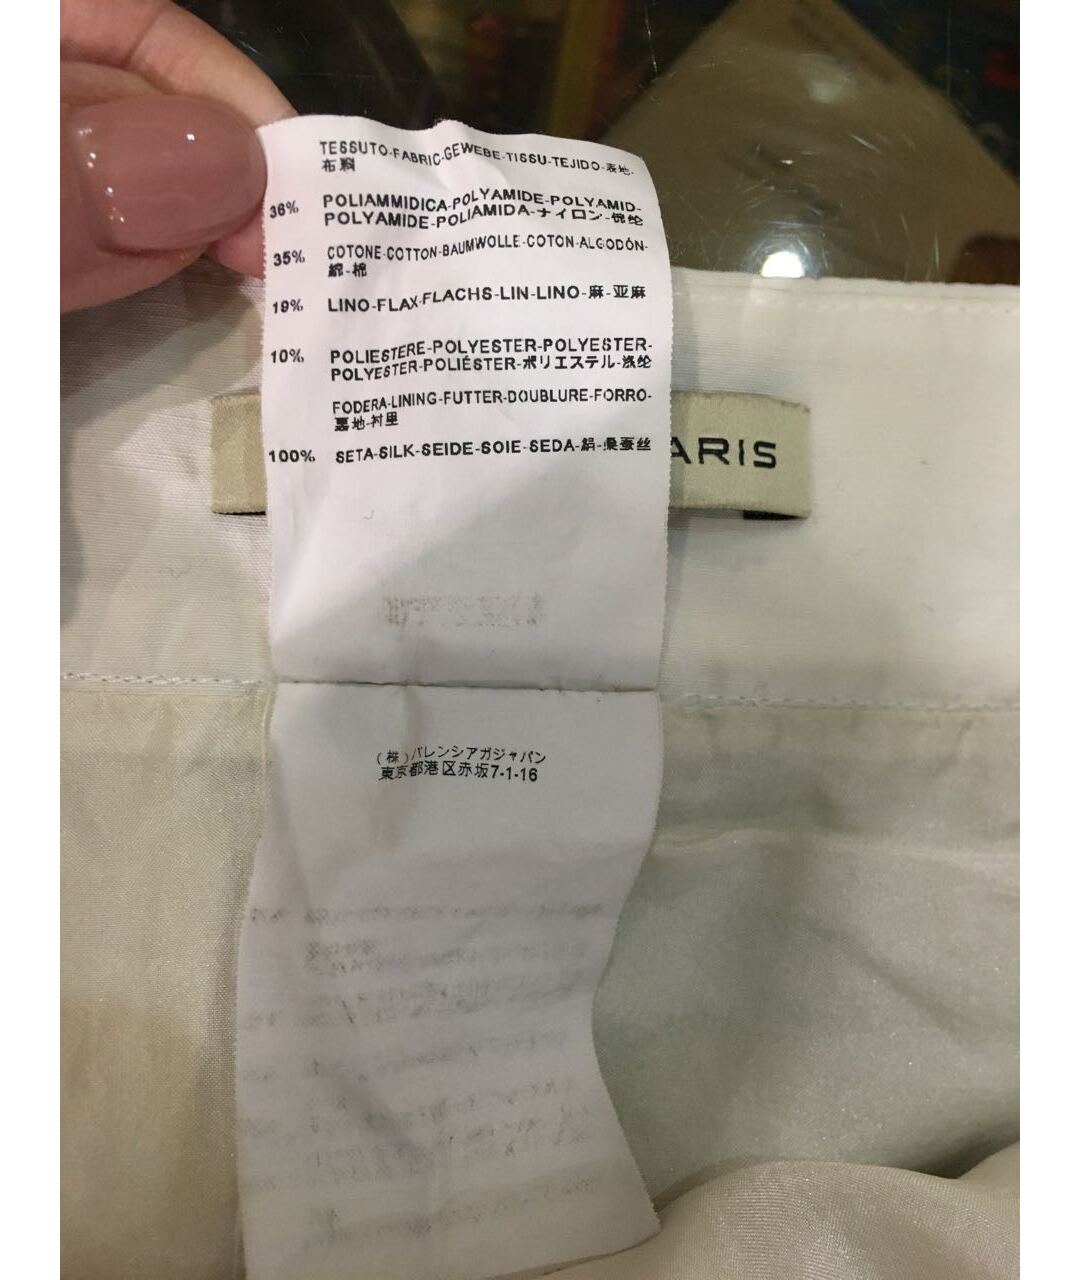 TESSUTO-FABRIC-GEWEBE-TISSU-TEJIDO-表地-
布料
36% POLIAMMIDICA-POLYAMIDE-POLYAMID-
POLYAMIDE-POLIAMIDA-ナイロン-锦纶
35% COTONE-COTTON-BAUMWOLLE-COTON-ALGODÓN-
綿-棉
19% LINO-FLAX-FLACHS-LIN-LINO-麻-亚麻
10% POLIESTERE-POLYESTER-POLYESTER-
POLYESTER-POLIÉSTER-ポリエステル-涤纶
FODERA-LINING-FUTTER-DOUBLURE-FORRO-
裏地-衬里
100% SETA-SILK-SEIDE-SOIE-SEDA-絹-桑蚕丝
ARIS
(株)バレンシアガジャパン
東京都港区赤坂7-1-16